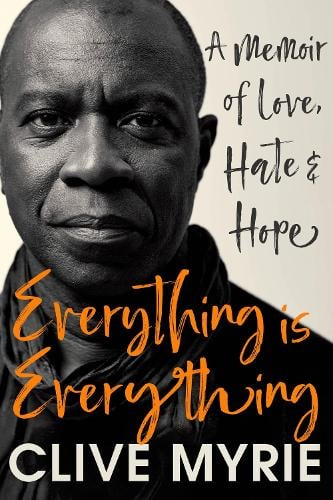 A Memoir
of Love,
Hate &
Hope
Everything is
Everything
CLIVE MYRIE